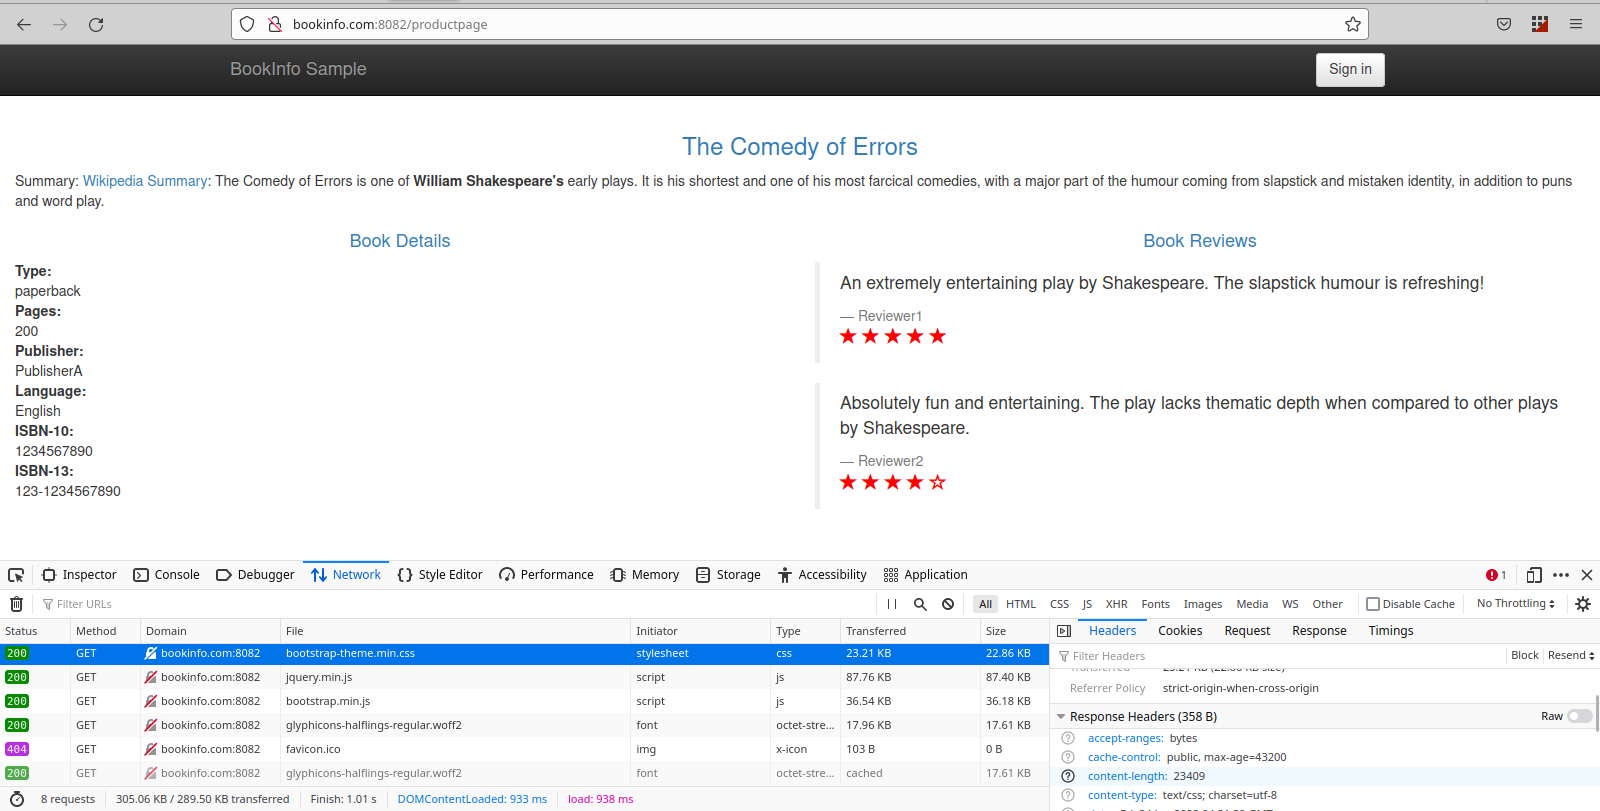 bookinfo.com:8082/productpage
BookInfo Sample
Sign in
The Comedy of Errors
Summary: Wikipedia Summary: The Comedy of Errors is one of William Shakespeare's early plays. It is his shortest and one of his most farcical comedies, with a major part of the humour coming from slapstick and mistaken identity, in addition to puns
and word play.
Book Details
Type:
paperback
Pages:
200
Publisher:
PublisherA
Language:
English
ISBN-10:
1234567890
ISBN-13:
123-1234567890
Book Reviews
An extremely entertaining play by Shakespeare. The slapstick humour is refreshing!
— Reviewer1
Absolutely fun and entertaining. The play lacks thematic depth when compared to other plays
by Shakespeare.
— Reviewer2
Inspector Console Debugger Network Style Editor Performance Memory Storage Accessibility Application 1
Filter URLs All HTML CSS JS XHR Fonts Images Media WS Other Disable Cache No Throttling
Status Method Domain File Initiator Type Transferred Size
200 GET bookinfo.com:8082 bootstrap-theme.min.css stylesheet css 23.21 KB 22.86 KB
200 GET bookinfo.com:8082 jquery.min.js script js 87.76 KB 87.40 KB
200 GET bookinfo.com:8082 bootstrap.min.js script js 36.54 KB 36.18 KB
200 GET bookinfo.com:8082 glyphicons-halflings-regular.woff2 font octet-stre... 17.96 KB 17.61 KB
404 GET bookinfo.com:8082 favicon.ico img x-icon 103 B 0 B
200 GET bookinfo.com:8082 glyphicons-halflings-regular.woff2 font octet-stre... cached 17.61 KB
8 requests 305.06 KB / 289.50 KB transferred Finish: 1.01 s DOMContentLoaded: 933 ms load: 938 ms
Headers Cookies Request Response Timings
Filter Headers Block Resend
Transferred 23.21 KB (22.86 KB size)
Referrer Policy strict-origin-when-cross-origin
Response Headers (358 B) Raw
accept-ranges: bytes
cache-control: public, max-age=43200
content-length: 23409
content-type: text/css; charset=utf-8